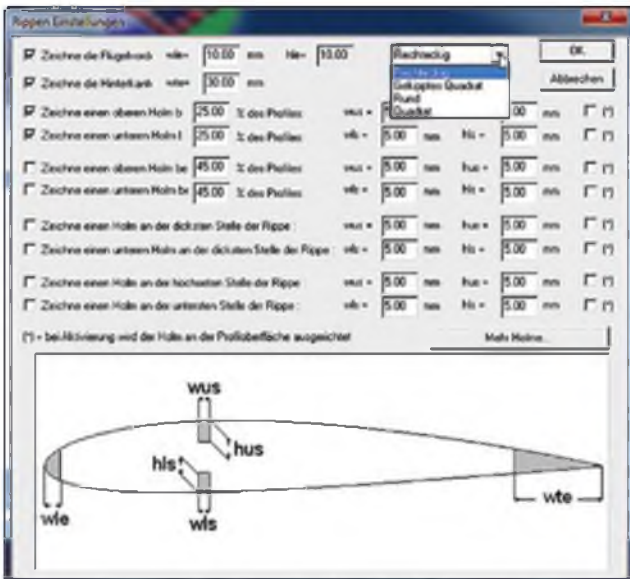 Rippen Einstellungen
Zeichne die Flügelnase wle= 10.00 mm hle= 10.00 Rechteckig OK
Rechteckig
Gekipptes Quadrat
Rund
Quadrat
Zeichne die Hinterkante wte= 30.00 mm Abbrechen
Zeichne einen oberen Holm b 25.00 % des Profiles wus = .00 mm (*)
Zeichne einen unteren Holm b 25.00 % des Profiles wls = 5.00 mm hls = 5.00 mm (*)
Zeichne einen oberen Holm be 45.00 % des Profiles wus = 5.00 mm hus = 5.00 mm (*)
Zeichne einen unteren Holm be 45.00 % des Profiles wls = 5.00 mm hls = 5.00 mm (*)
Zeichne einen Holm an der dicksten Stelle der Rippe : wus = 5.00 mm hus = 5.00 mm (*)
Zeichne einen unteren Holm an der dicksten Stelle der Rippe : wls = 5.00 mm hls = 5.00 mm (*)
Zeichne einen Holm an der höchsten Stelle der Rippe wus = 5.00 mm hus = 5.00 mm (*)
Zeichne einen Holm an der untersten Stelle der Rippe : wls = 5.00 mm hls = 5.00 mm (*)
(*) = bei Aktivierung wird der Holm an der Profiloberfläche ausgerichtet Mehr Holme...
wus
hus
hls
wle
wls
wte